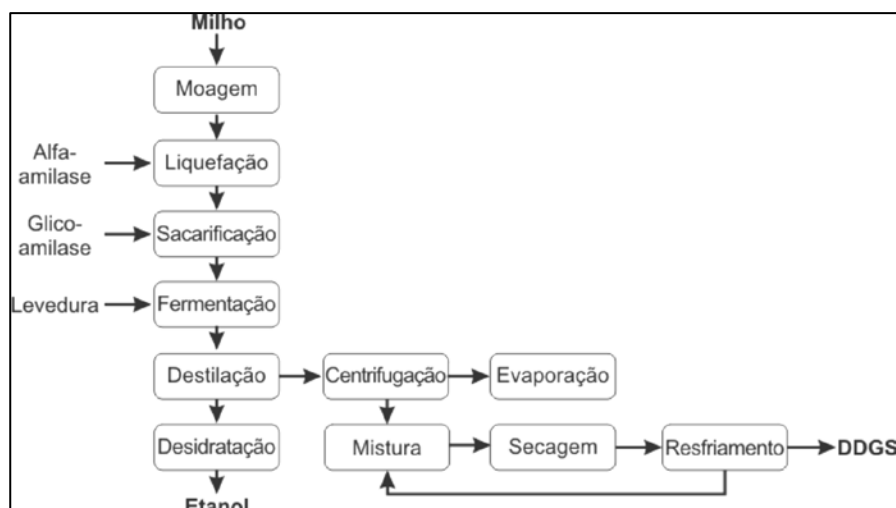 Milho
Moagem
Alfa-
amilase
Liquefação
Glico-
amilase
Sacarificação
Levedura
Fermentação
Destilação
Centrifugação
Evaporação
Desidratação
Mistura
Secagem
Resfriamento
DDGS
Etanol